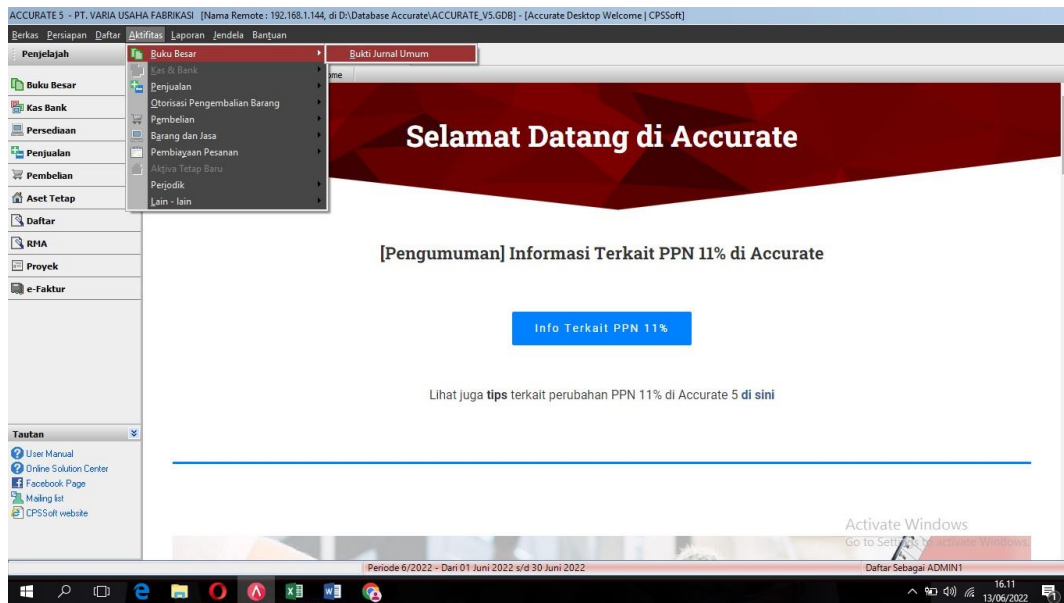 ACCURATE 5 - PT. VARIA USAHA FABRIKASI [Nama Remote : 192.168.1.144, di D:\Database Accurate\ACCURATE_V5.GDB] - [Accurate Desktop Welcome | CPSSoft]
Berkas Persiapan Daftar Aktifitas Laporan Jendela Bantuan
Penjelajah
Buku Besar
Bukti Jurnal Umum
Kas & Bank
Penjualan
Otorisasi Pengembalian Barang
Pembelian
Barang dan Jasa
Pembiayaan Pesanan
Aktiva Tetap Baru
Periodik
Lain - lain
Buku Besar
Kas Bank
Persediaan
Penjualan
Pembelian
Aset Tetap
Daftar
RMA
Proyek
e-Faktur
Selamat Datang di Accurate
[Pengumuman] Informasi Terkait PPN 11% di Accurate
Info Terkait PPN 11%
Lihat juga tips terkait perubahan PPN 11% di Accurate 5 di sini
Tautan
User Manual
Online Solution Center
Facebook Page
Mailing list
CPSSoft website
Activate Windows
Go to Settings to activate Windows.
Periode 6/2022 - Dari 01 Juni 2022 s/d 30 Juni 2022
Daftar Sebagai ADMIN1
16.11
13/06/2022